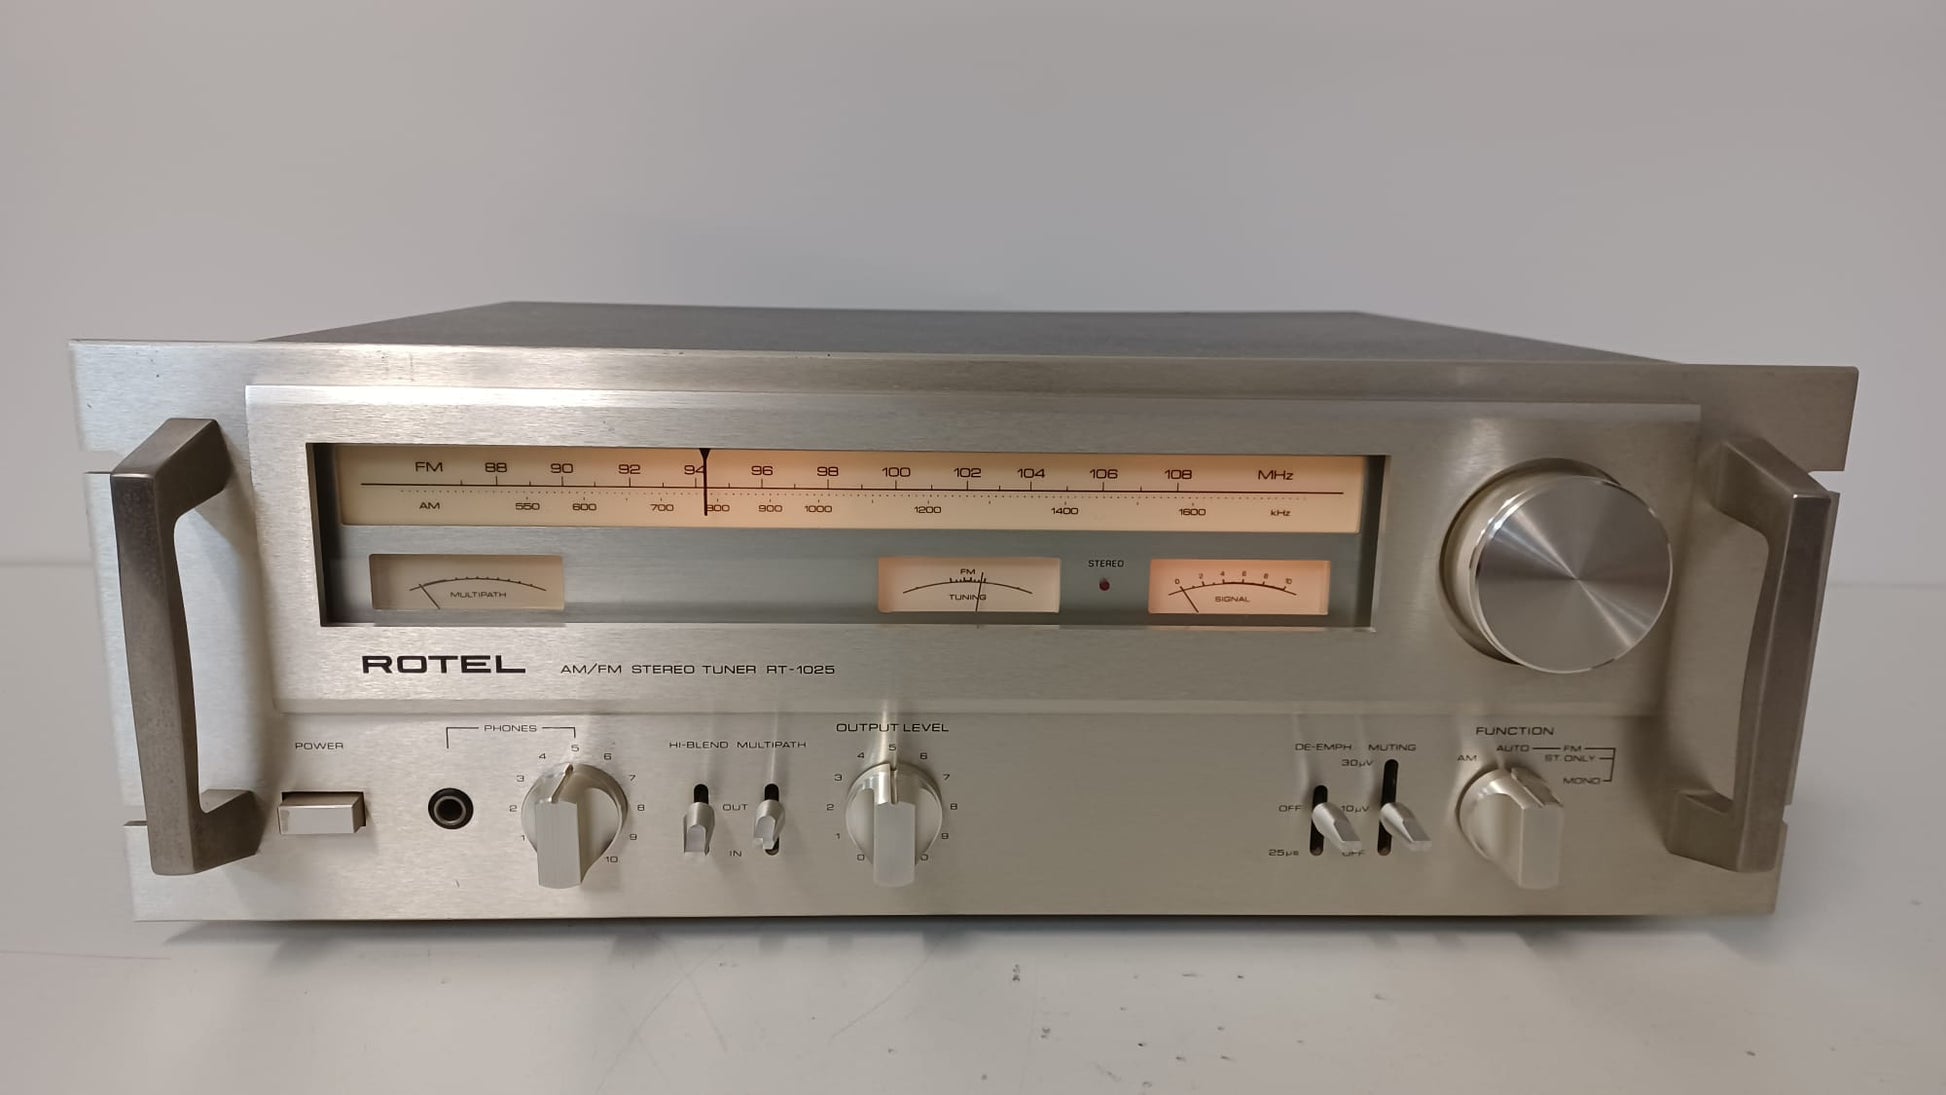 FM 88 90 92 94 96 98 100 102 104 106 108 MHz
AM 550 600 700 800 900 1000 1200 1400 1600 kHz
MULTIPATH
FM
TUNING
STEREO
0 2 4 6 8 10
SIGNAL
ROTEL AM/FM STEREO TUNER RT-1025
POWER
PHONES
1 2 3 4 5 6 7 8 9 10
HI-BLEND MULTIPATH
OUT
IN
OUTPUT LEVEL
0 1 2 3 4 5 6 7 8 9
DE-EMPH MUTING
30μV
OFF 10μV
25μs OFF
FUNCTION
AM AUTO FM
ST. ONLY
MONO